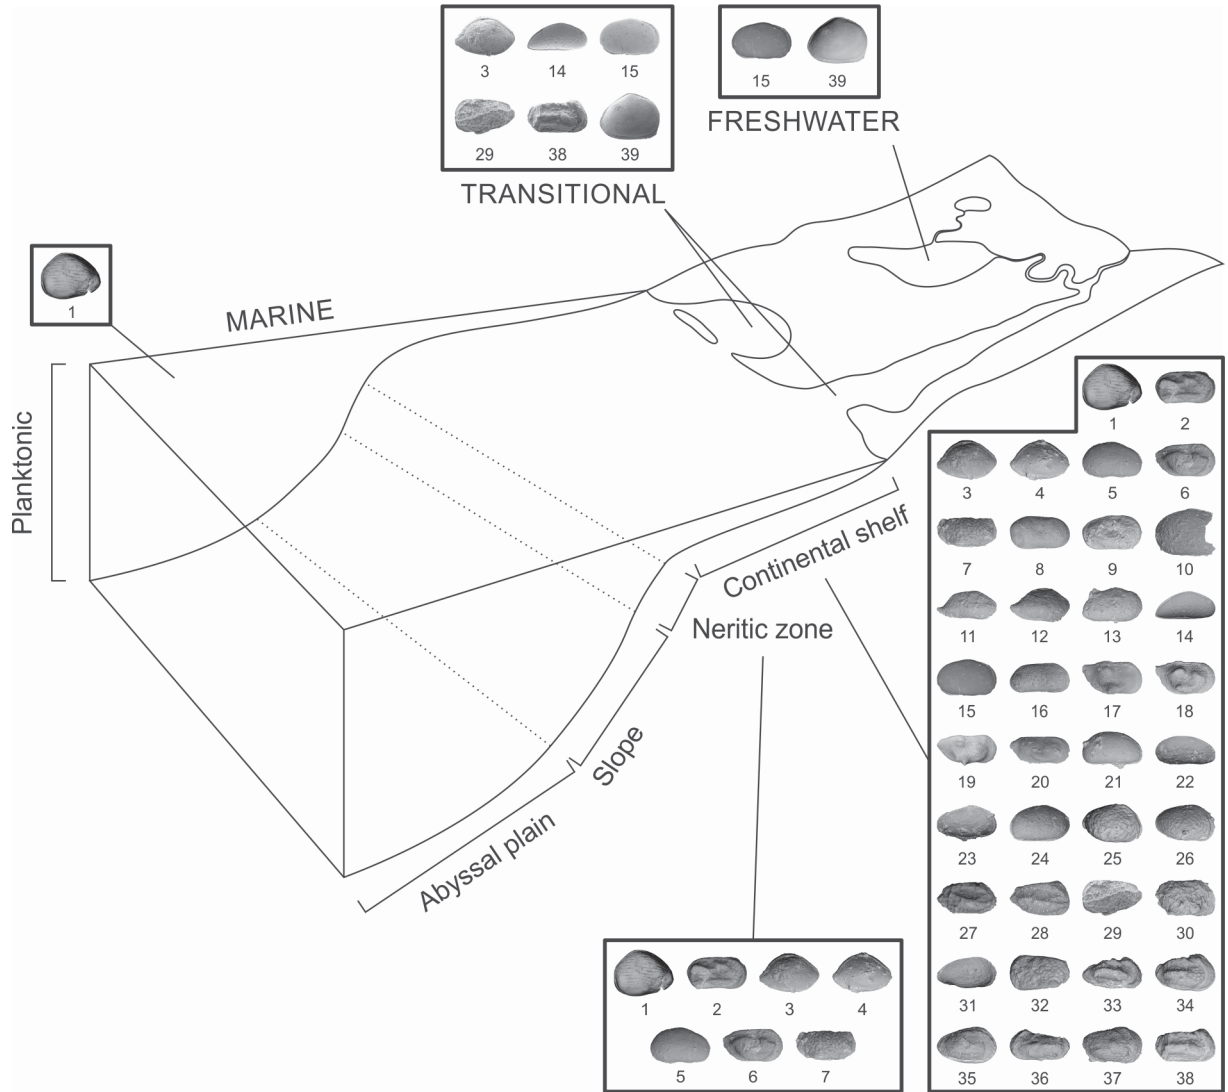 3 14 15
29 38 39
TRANSITIONAL
15 39
FRESHWATER
1
MARINE
Planktonic
Continental shelf
Neritic zone
Slope
Abyssal plain
1 2
3 4 5 6
7 8 9 10
11 12 13 14
15 16 17 18
19 20 21 22
23 24 25 26
27 28 29 30
31 32 33 34
35 36 37 38
1 2 3 4
5 6 7